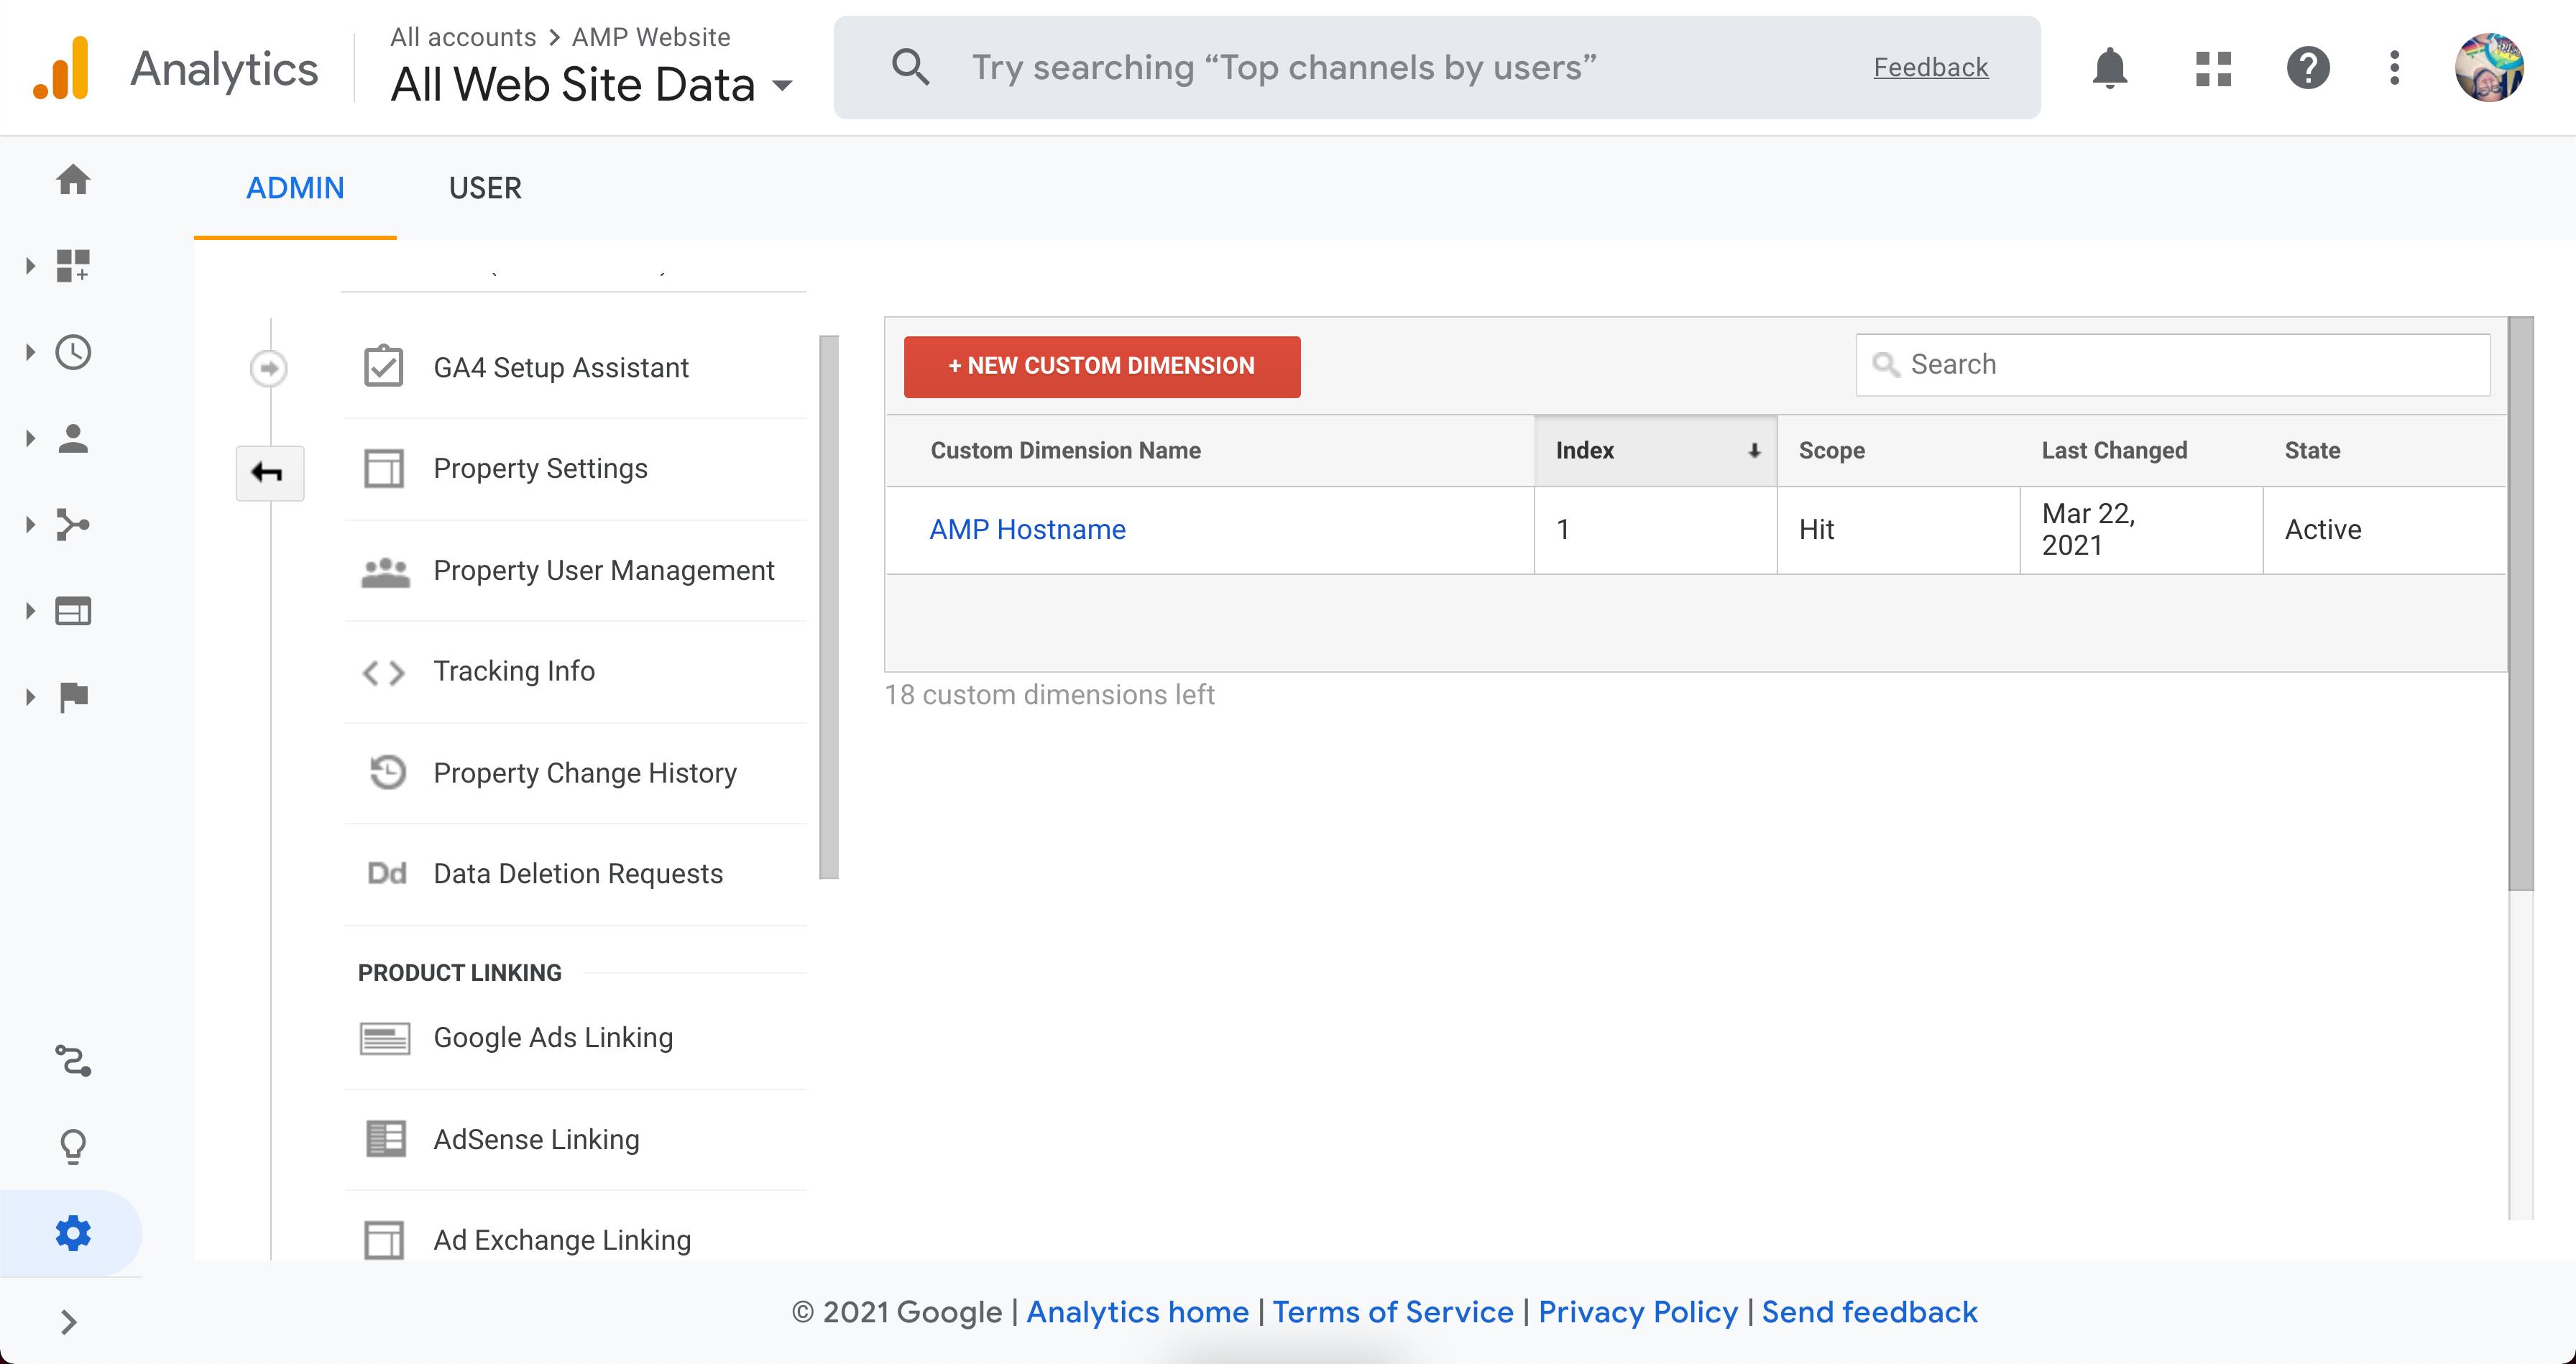 Analytics
All accounts > AMP Website
All Web Site Data
Try searching “Top channels by users”
Feedback
ADMIN
USER
GA4 Setup Assistant
Property Settings
Property User Management
Tracking Info
Property Change History
Dd Data Deletion Requests
PRODUCT LINKING
Google Ads Linking
AdSense Linking
Ad Exchange Linking
+ NEW CUSTOM DIMENSION
Search
Custom Dimension Name Index Scope Last Changed State
AMP Hostname 1 Hit Mar 22, Active
2021
18 custom dimensions left
© 2021 Google | Analytics home | Terms of Service | Privacy Policy | Send feedback